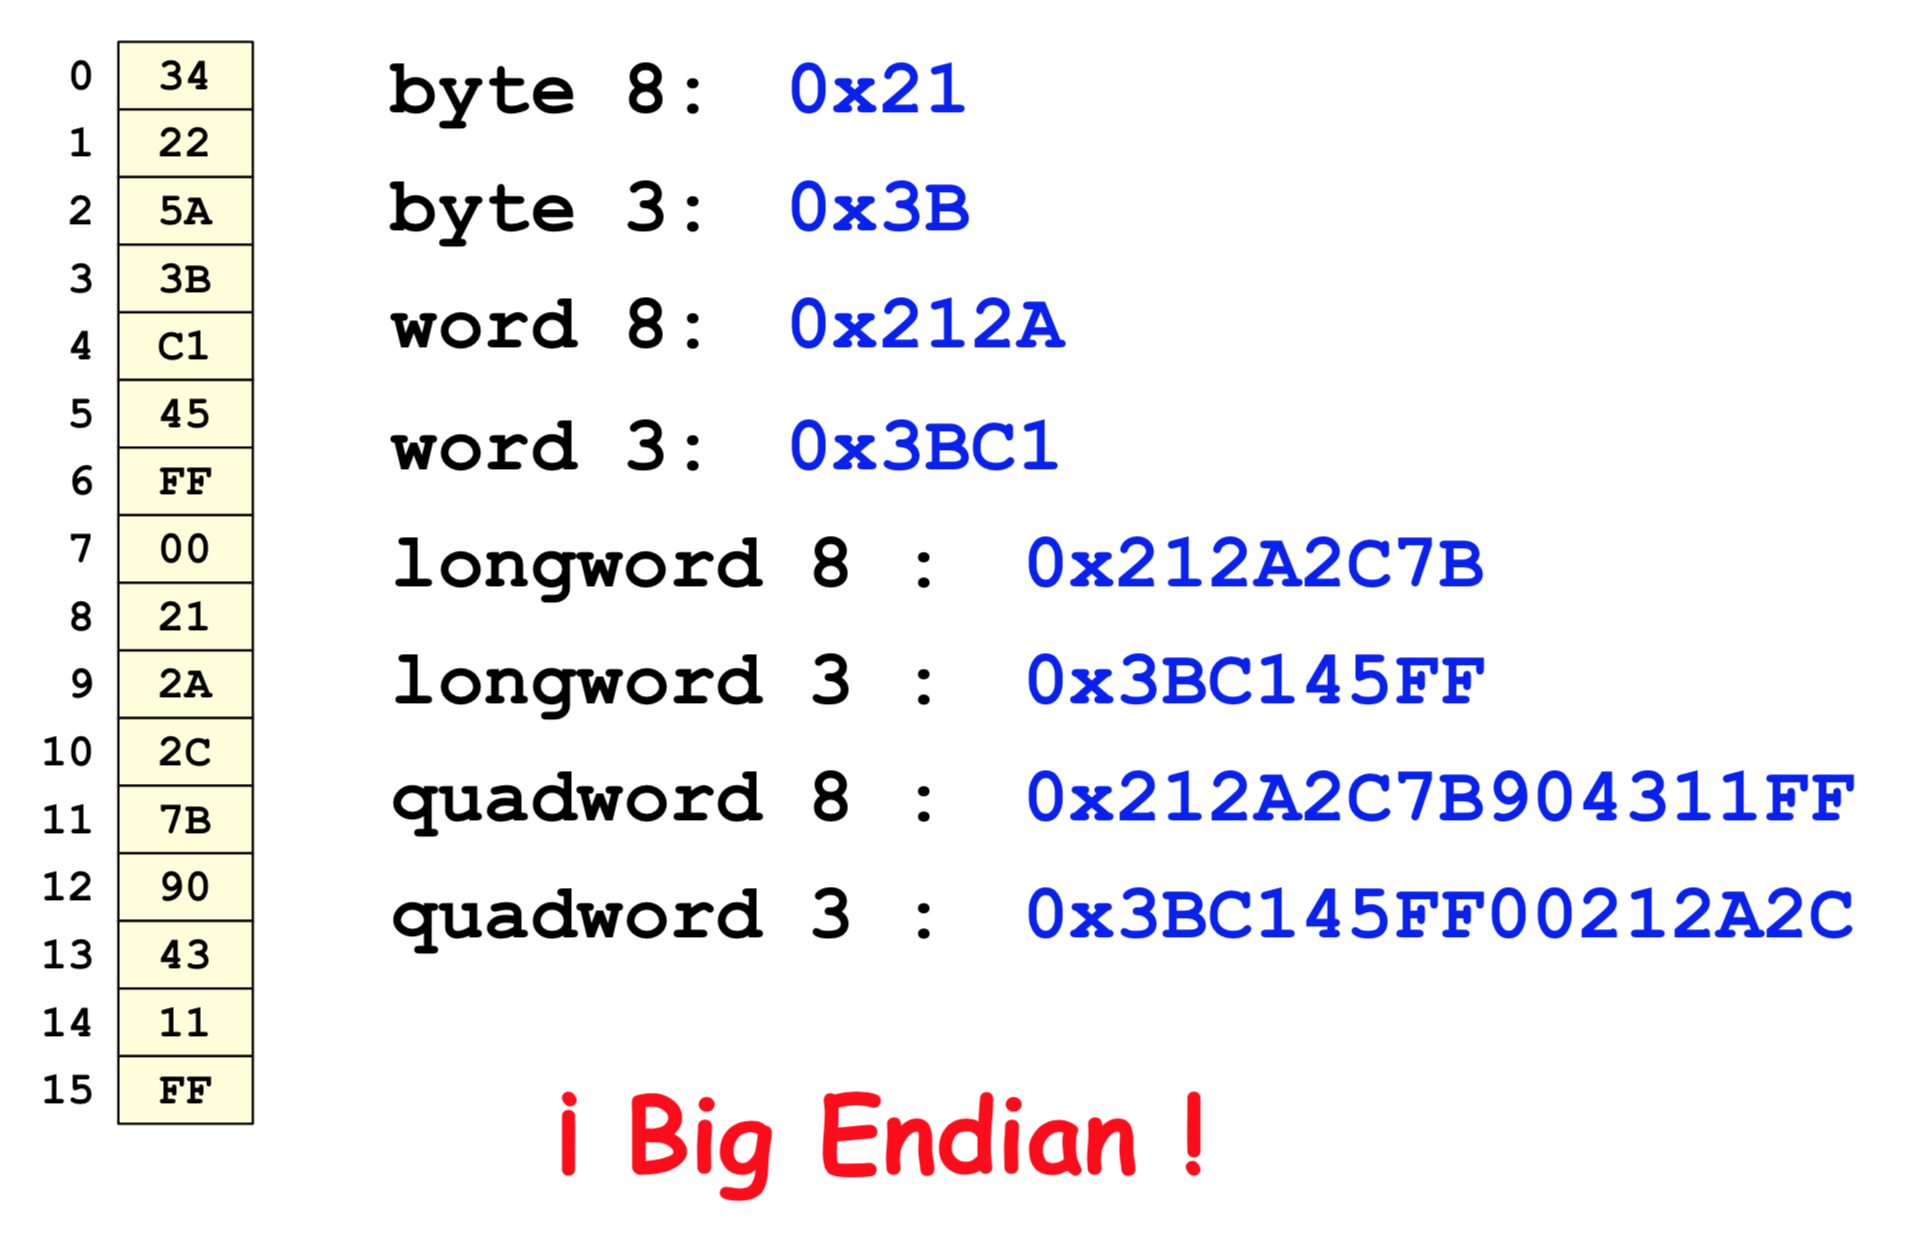 0 34
1 22
2 5A
3 3B
4 C1
5 45
6 FF
7 00
8 21
9 2A
10 2C
11 7B
12 90
13 43
14 11
15 FF
byte 8: 0x21
byte 3: 0x3B
word 8: 0x212A
word 3: 0x3BC1
longword 8 : 0x212A2C7B
longword 3 : 0x3BC145FF
quadword 8 : 0x212A2C7B904311FF
quadword 3 : 0x3BC145FF00212A2C
¡ Big Endian !